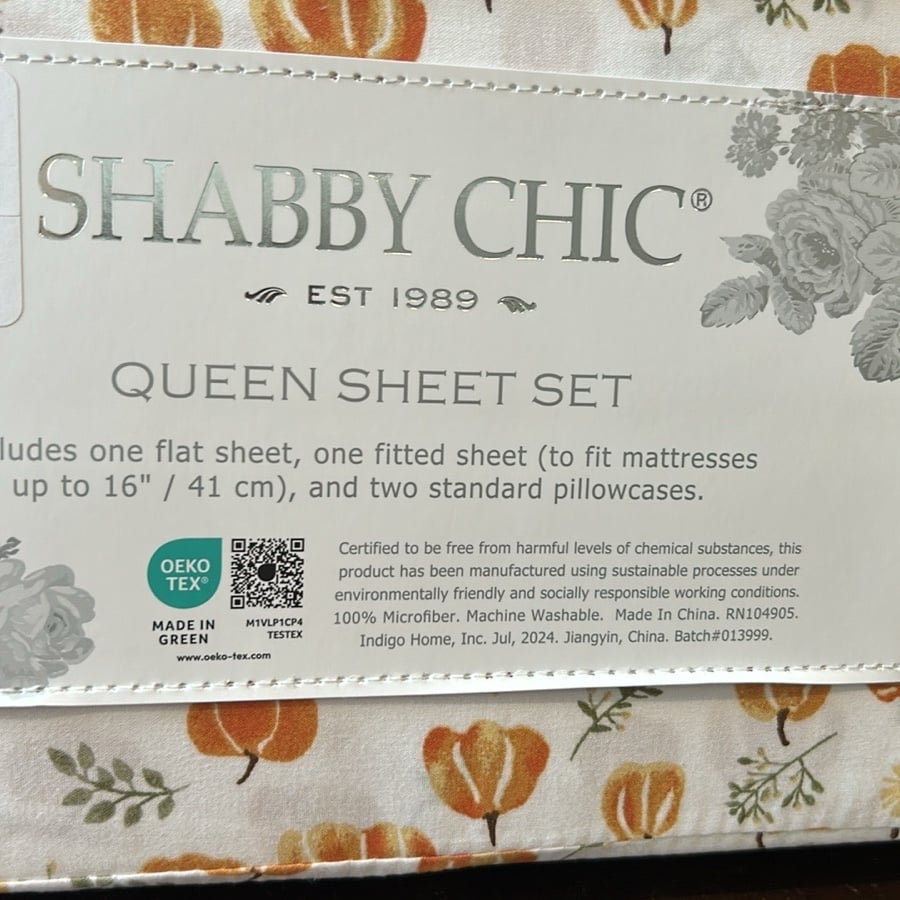 SHABBY CHIC®
EST 1989
QUEEN SHEET SET
ludes one flat sheet, one fitted sheet (to fit mattresses
up to 16" / 41 cm), and two standard pillowcases.
OEKO
TEX®
MADE IN
GREEN
M1VLP1CP4
TESTEX
www.oeko-tex.com
Certified to be free from harmful levels of chemical substances, this
product has been manufactured using sustainable processes under
environmentally friendly and socially responsible working conditions.
100% Microfiber. Machine Washable. Made In China. RN104905.
Indigo Home, Inc. Jul, 2024. Jiangyin, China. Batch#013999.